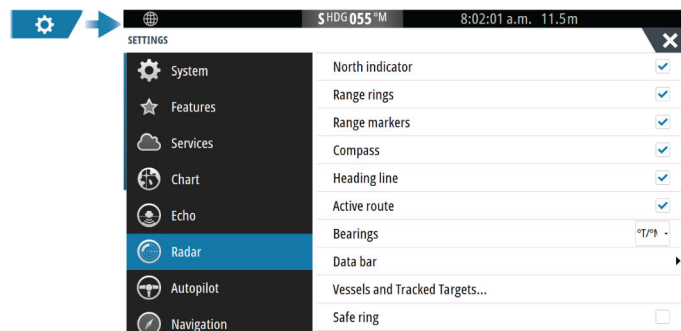 SHDG 055°M 8:02:01 a.m. 11.5m
SETTINGS
System
Features
Services
Chart
Echo
Radar
Autopilot
Navigation
North indicator
Range rings
Range markers
Compass
Heading line
Active route
Bearings °T/°M
Data bar
Vessels and Tracked Targets...
Safe ring